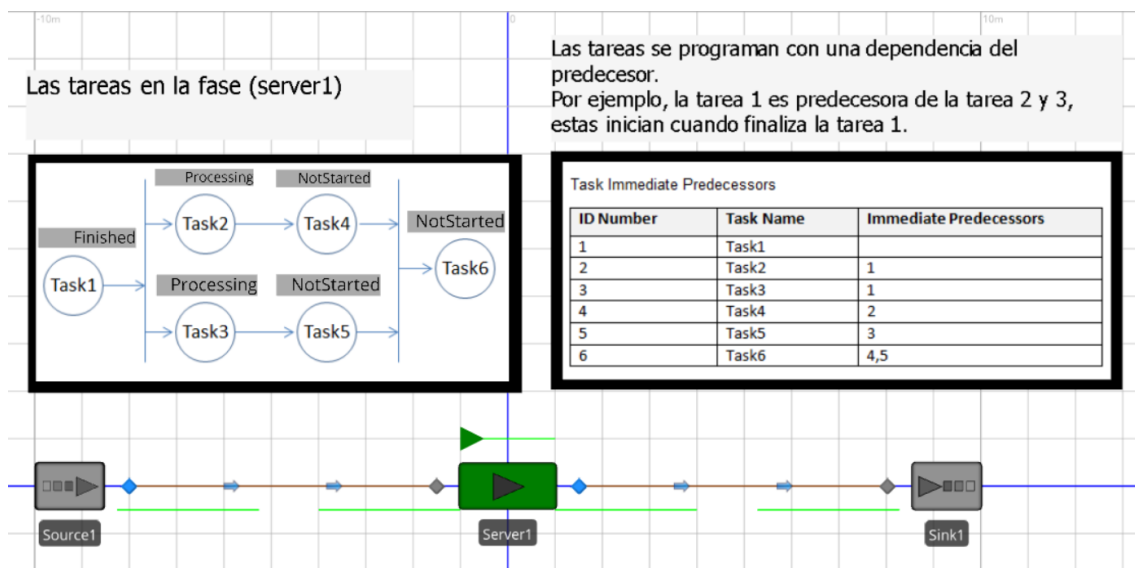 -10m
0
10m
Las tareas en la fase (server1)
Las tareas se programan con una dependencia del
predecesor.
Por ejemplo, la tarea 1 es predecesora de la tarea 2 y 3,
estas inician cuando finaliza la tarea 1.
Processing
NotStarted
Task2
Task4
NotStarted
Finished
Task6
Task1
Processing
NotStarted
Task3
Task5
Task Immediate Predecessors
ID Number Task Name Immediate Predecessors
1 Task1
2 Task2 1
3 Task3 1
4 Task4 2
5 Task5 3
6 Task6 4,5
Source1
Server1
Sink1